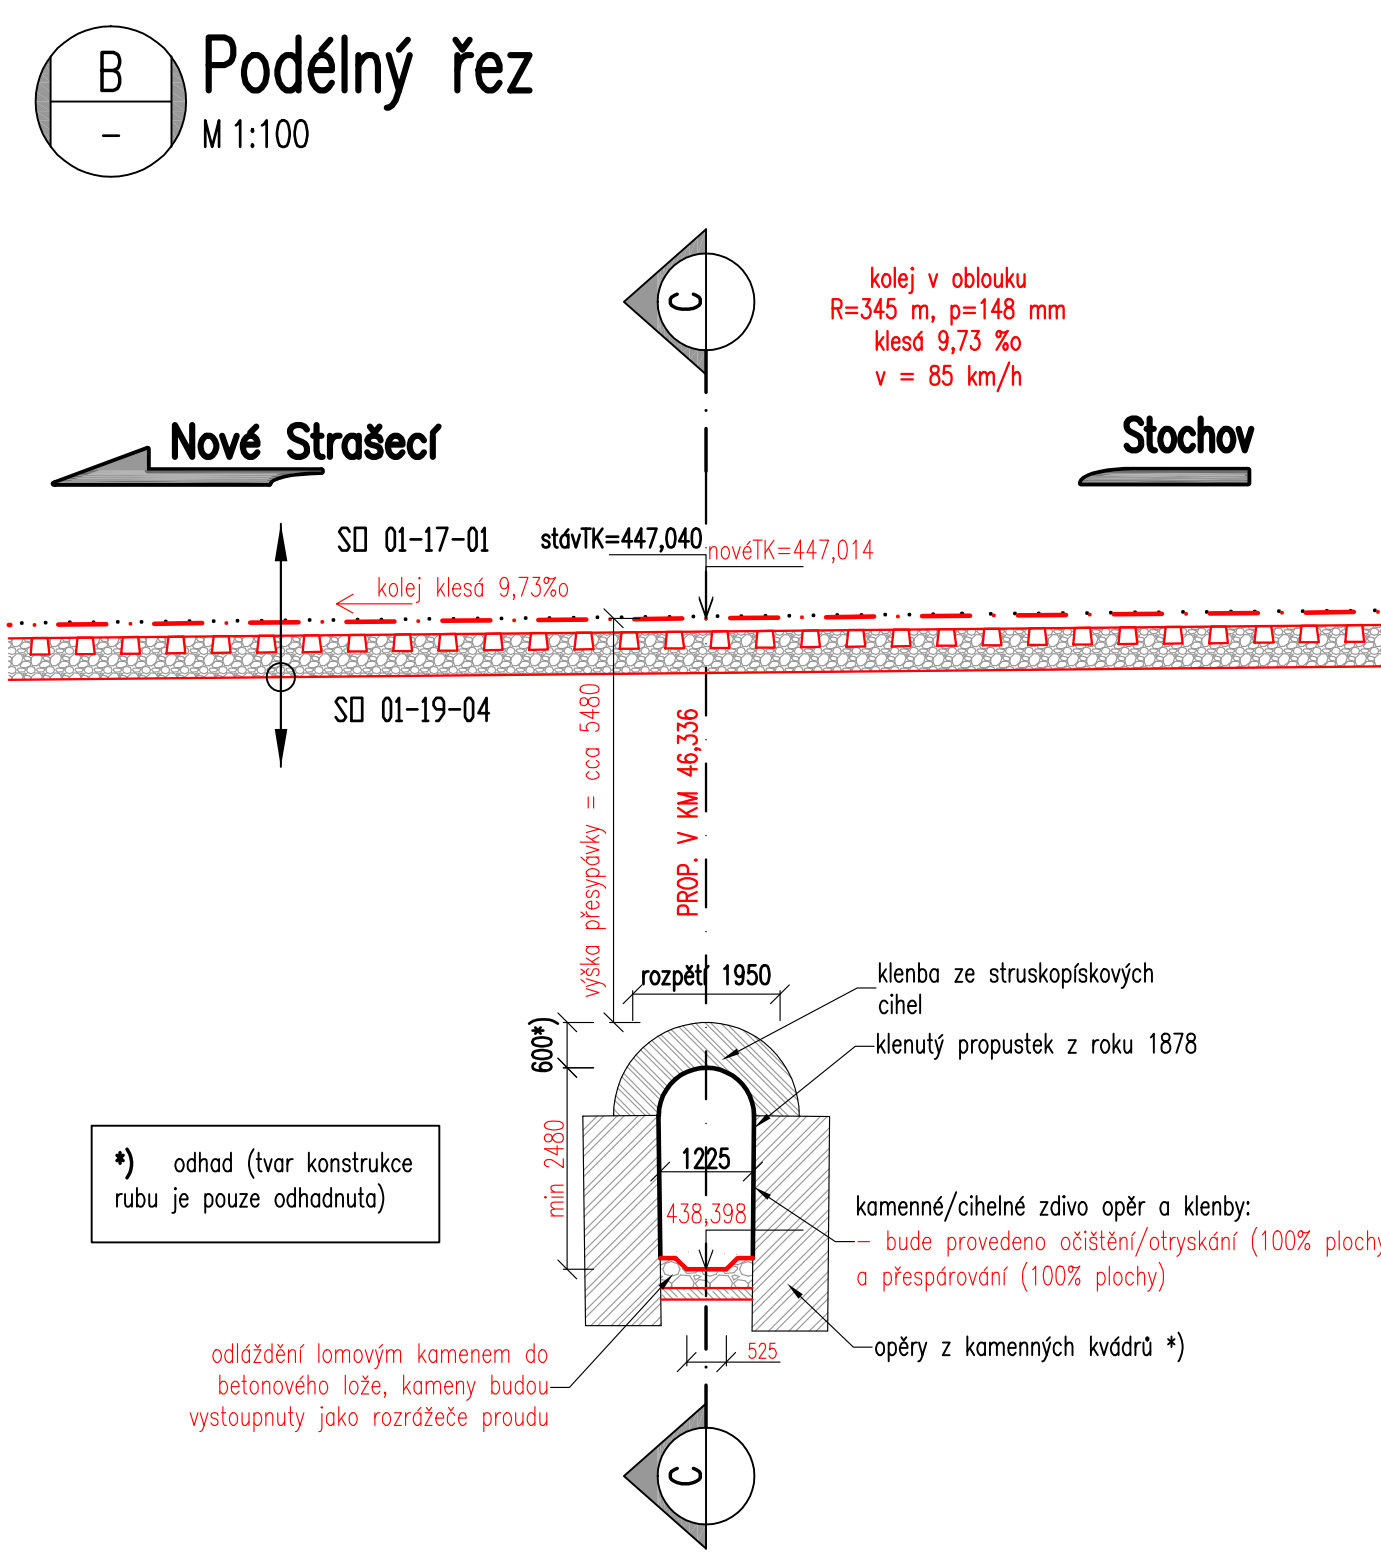 B
Podélný řez
-
M 1:100
C
kolej v oblouku
R=345 m, p=148 mm
klesá 9,73 %o
v = 85 km/h
Nové Strašecí
Stochov
SO 01-17-01
stávTK=447,040
novéTK=447,014
kolej klesá 9,73%o
SO 01-19-04
výška přesypávky = cca 5480
PROP. V KM 46,336
rozpětí 1950
klenba ze struskopískových
cihel
600*)
klenutý propustek z roku 1878
min 2480
1225
*) odhad (tvar konstrukce
rubu je pouze odhadnuta)
438,398
kamenné/cihelné zdivo opěr a klenby:
- bude provedeno očištění/otryskání (100% plochy
a přespárování (100% plochy)
525
opěry z kamenných kvádrů *)
odláždění lomovým kamenem do
betonového lože, kameny budou
vystoupnuty jako rozrážeče proudu
C